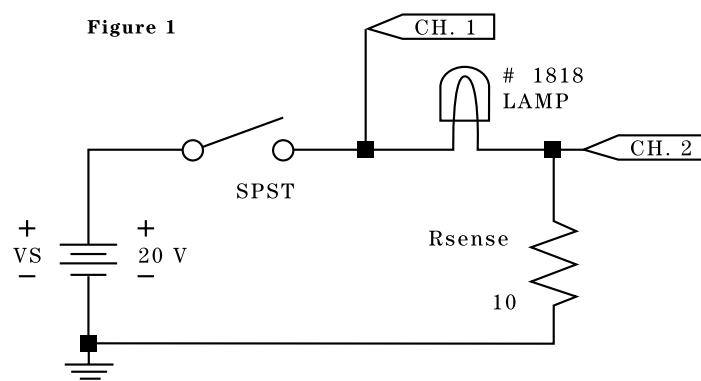 Figure 1
CH. 1
# 1818
LAMP
CH. 2
SPST
+ +
VS 20 V
− −
Rsense
10